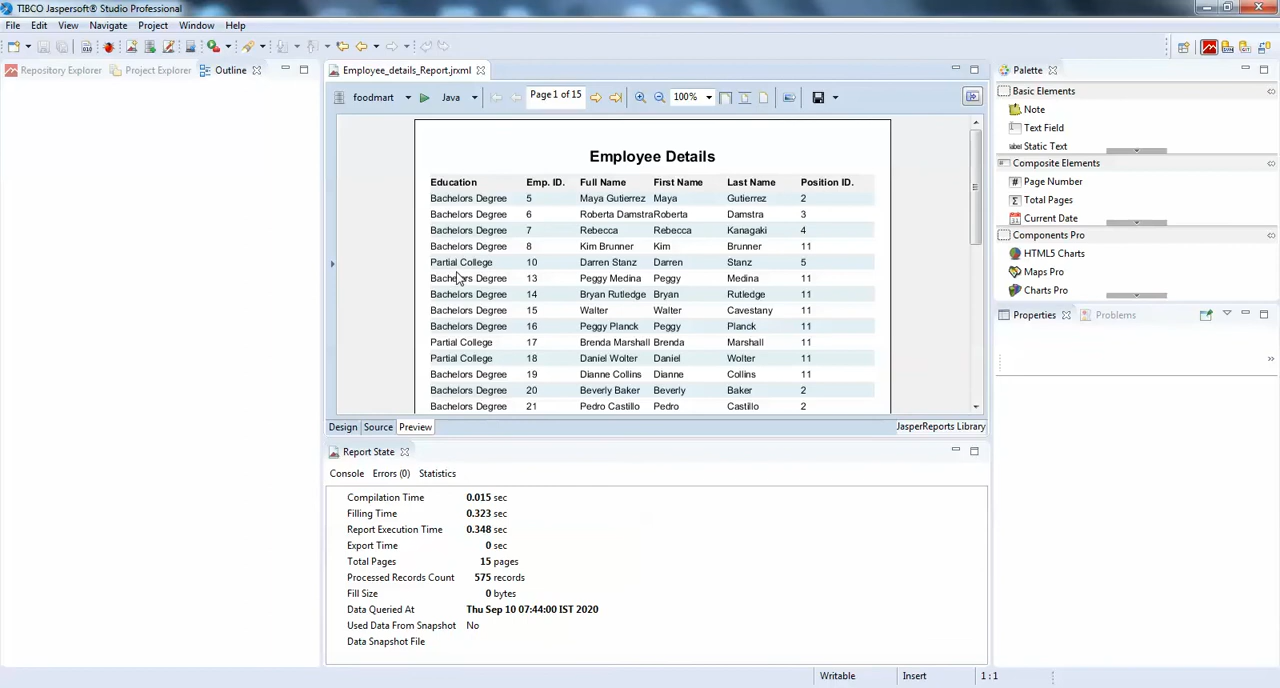 TIBCO Jaspersoft® Studio Professional
File Edit View Navigate Project Window Help
Repository Explorer Project Explorer Outline
Employee_details_Report.jrxml
foodmart Java Page 1 of 15 100%
Employee Details
Education Emp. ID. Full Name First Name Last Name Position ID.
Bachelors Degree 5 Maya Gutierrez Maya Gutierrez 2
Bachelors Degree 6 Roberta Damstra Roberta Damstra 3
Bachelors Degree 7 Rebecca Rebecca Kanagaki 4
Bachelors Degree 8 Kim Brunner Kim Brunner 11
Partial College 10 Darren Stanz Darren Stanz 5
Bachelors Degree 13 Peggy Medina Peggy Medina 11
Bachelors Degree 14 Bryan Rutledge Bryan Rutledge 11
Bachelors Degree 15 Walter Walter Cavestany 11
Bachelors Degree 16 Peggy Planck Peggy Planck 11
Partial College 17 Brenda Marshall Brenda Marshall 11
Partial College 18 Daniel Wolter Daniel Wolter 11
Bachelors Degree 19 Dianne Collins Dianne Collins 11
Bachelors Degree 20 Beverly Baker Beverly Baker 2
Bachelors Degree 21 Pedro Castillo Pedro Castillo 2
Design Source Preview JasperReports Library
Report State
Console Errors (0) Statistics
Compilation Time 0.015 sec
Filling Time 0.323 sec
Report Execution Time 0.348 sec
Export Time 0 sec
Total Pages 15 pages
Processed Records Count 575 records
Fill Size 0 bytes
Data Queried At Thu Sep 10 07:44:00 IST 2020
Used Data From Snapshot No
Data Snapshot File
Palette
Basic Elements
Note
Text Field
label Static Text
Composite Elements
# Page Number
Σ Total Pages
Current Date
Components Pro
HTML5 Charts
Maps Pro
Charts Pro
Properties Problems
»
Writable Insert 1 : 1